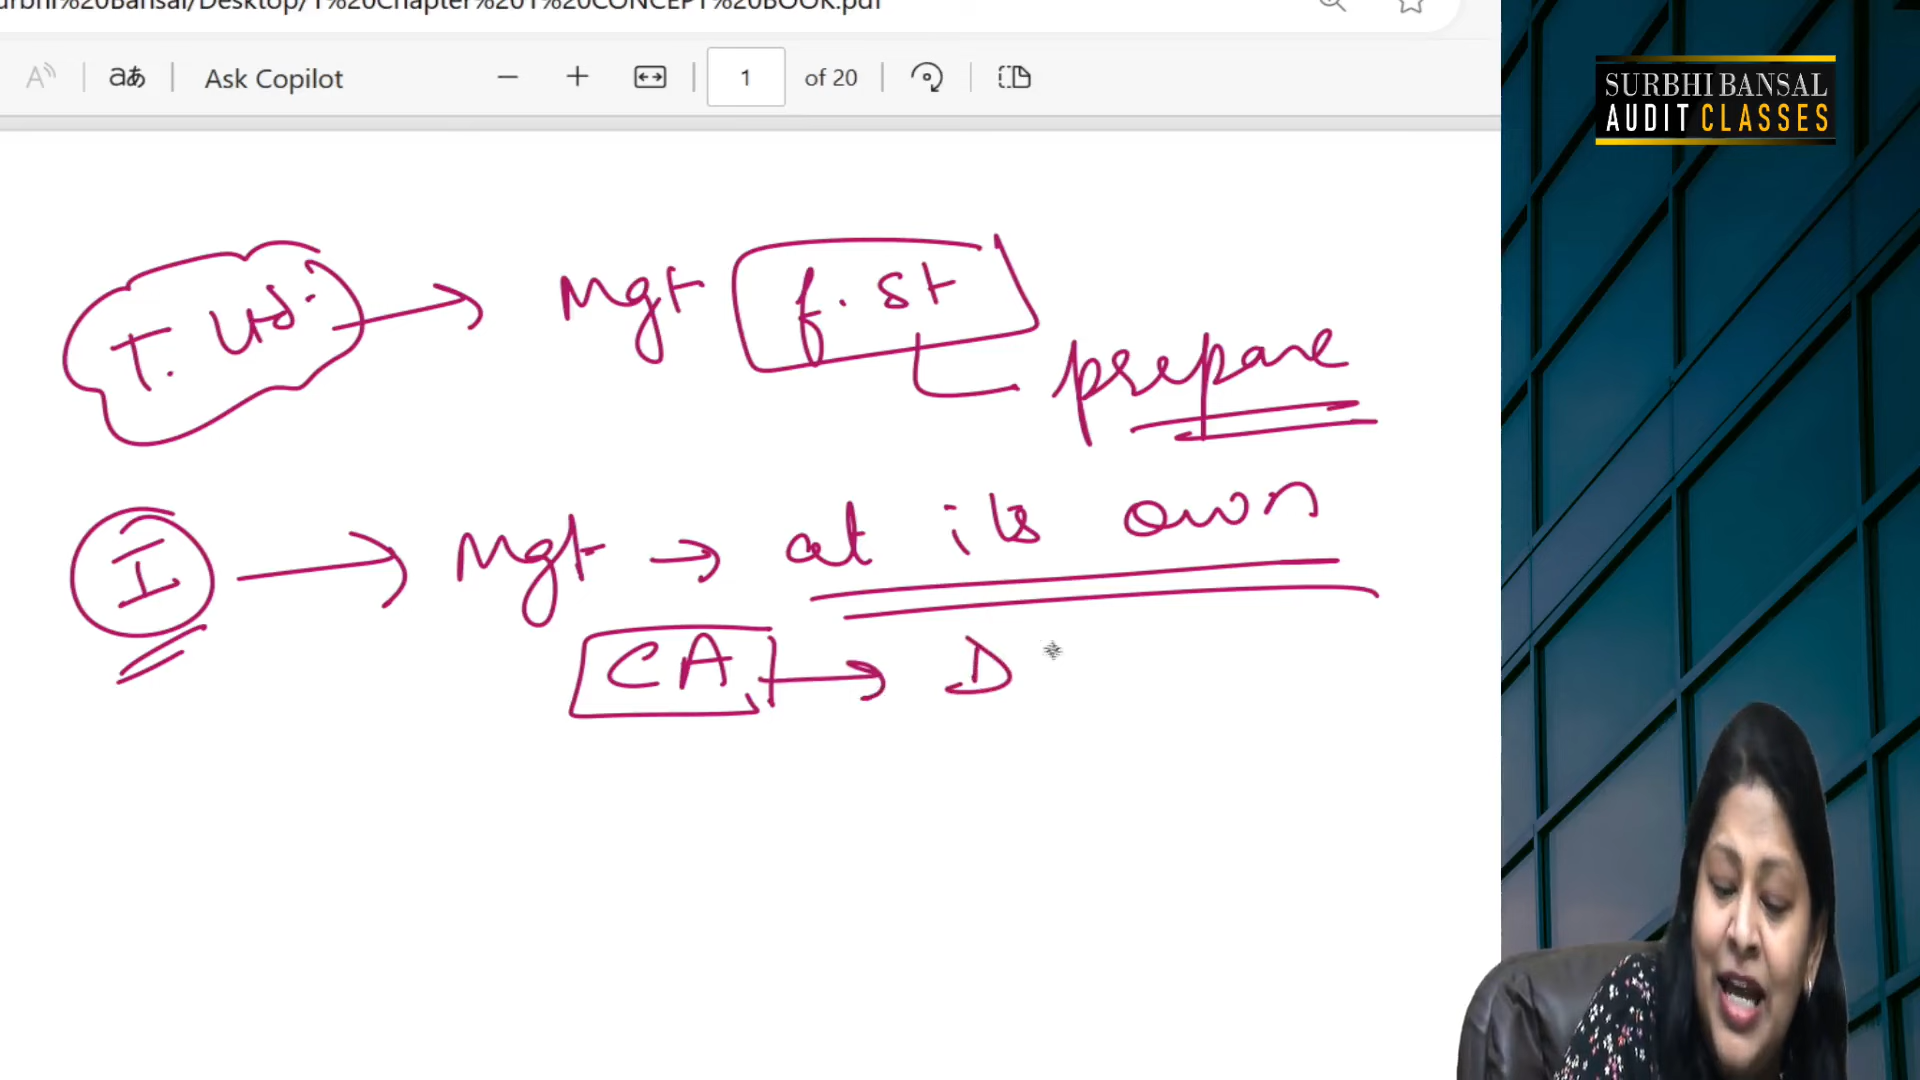 urbhi%20Bansal/Desktop/1%20Chapter%201%20CONCEPT%20BOOK.pdf
aあ Ask Copilot 1 of 20
SURBHI BANSAL
AUDIT CLASSES
T. Ltd. → Mgt f. St
prepare
I → Mgt → at its own
CA → D